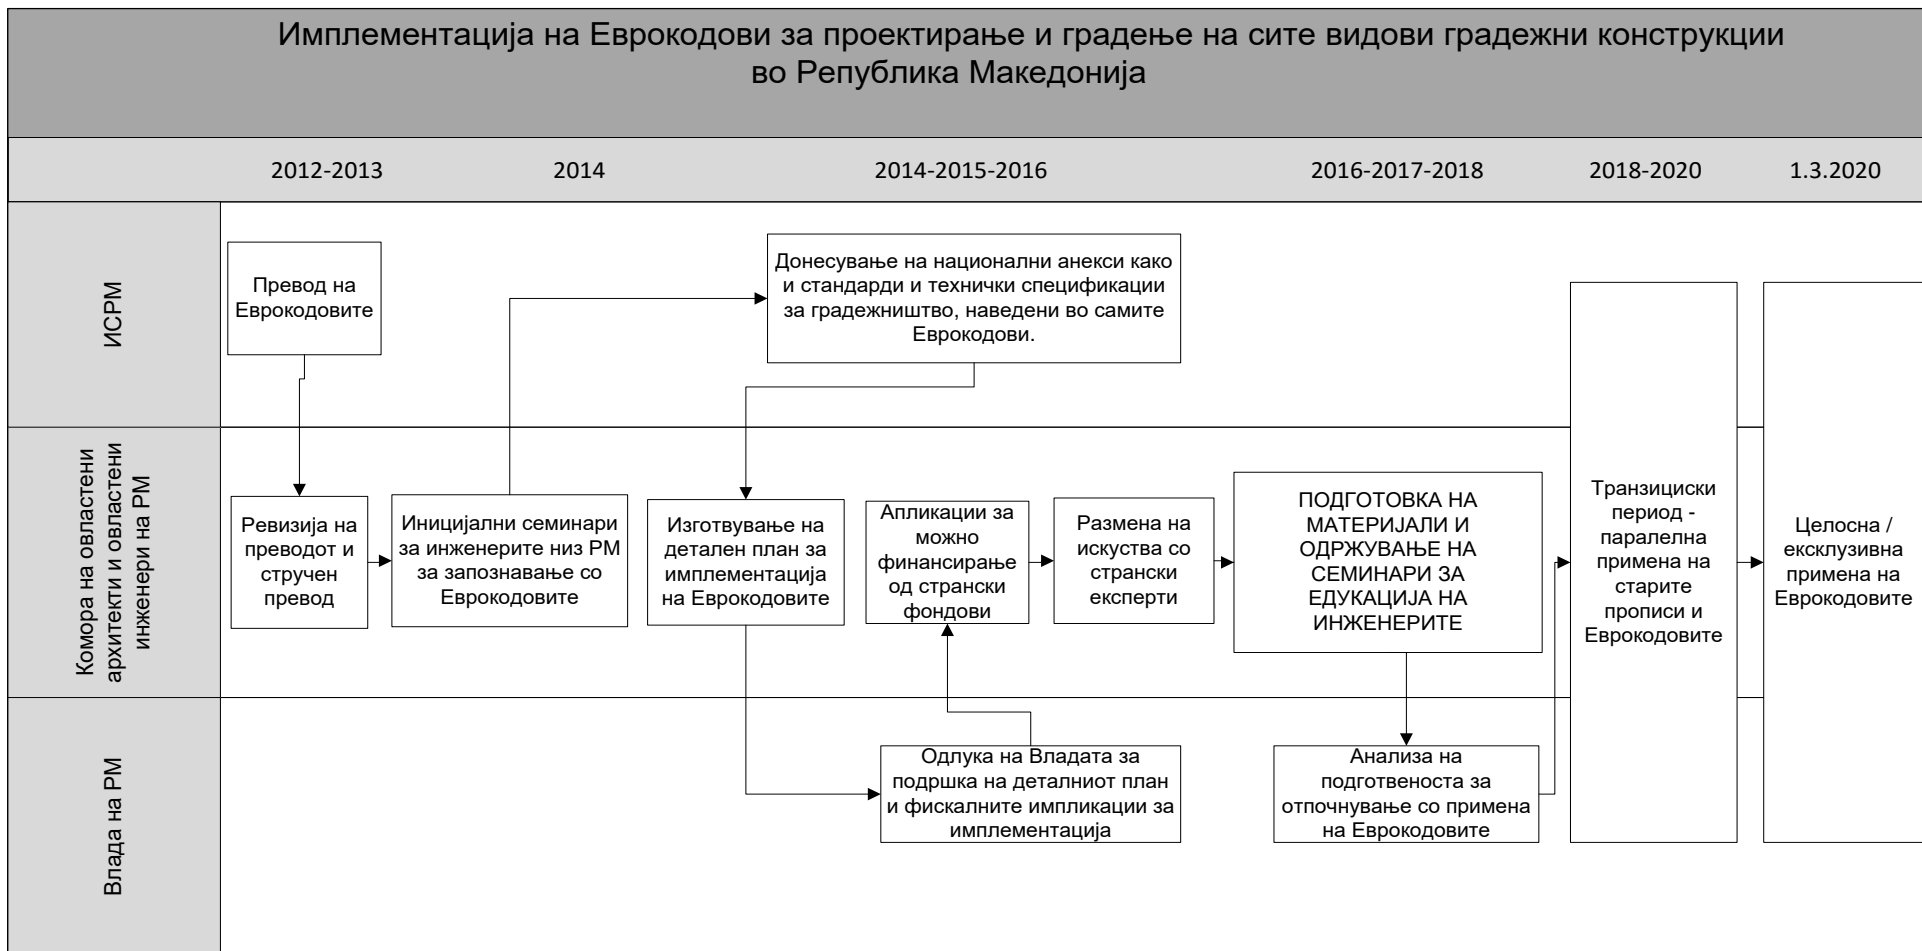 Имплементација на Еврокодови за проектирање и градење на сите видови градежни конструкции
во Република Македонија
2012-2013
2014
2014-2015-2016
2016-2017-2018
2018-2020
1.3.2020
ИСРМ
Превод на
Еврокодовите
Донесување на национални анекси како
и стандарди и технички спецификации
за градежништво, наведени во самите
Еврокодови.
Комора на овластени
архитекти и овластени
инженери на РМ
Ревизија на
преводот и
стручен
превод
Иницијални семинари
за инженерите низ РМ
за запознавање со
Еврокодовите
Изготвување на
детален план за
имплементација
на Еврокодовите
Апликации за
можно
финансирање
од странски
фондови
Размена на
искуства со
странски
експерти
ПОДГОТОВКА НА
МАТЕРИЈАЛИ И
ОДРЖУВАЊЕ НА
СЕМИНАРИ ЗА
ЕДУКАЦИЈА НА
ИНЖЕНЕРИТЕ
Транзициски
период -
паралелна
примена на
старите
прописи и
Еврокодовите
Целосна /
ексклузивна
примена на
Еврокодовите
Влада на РМ
Одлука на Владата за
подршка на деталниот план
и фискалните импликации за
имплементација
Анализа на
подготвеноста за
отпочнување со примена
на Еврокодовите